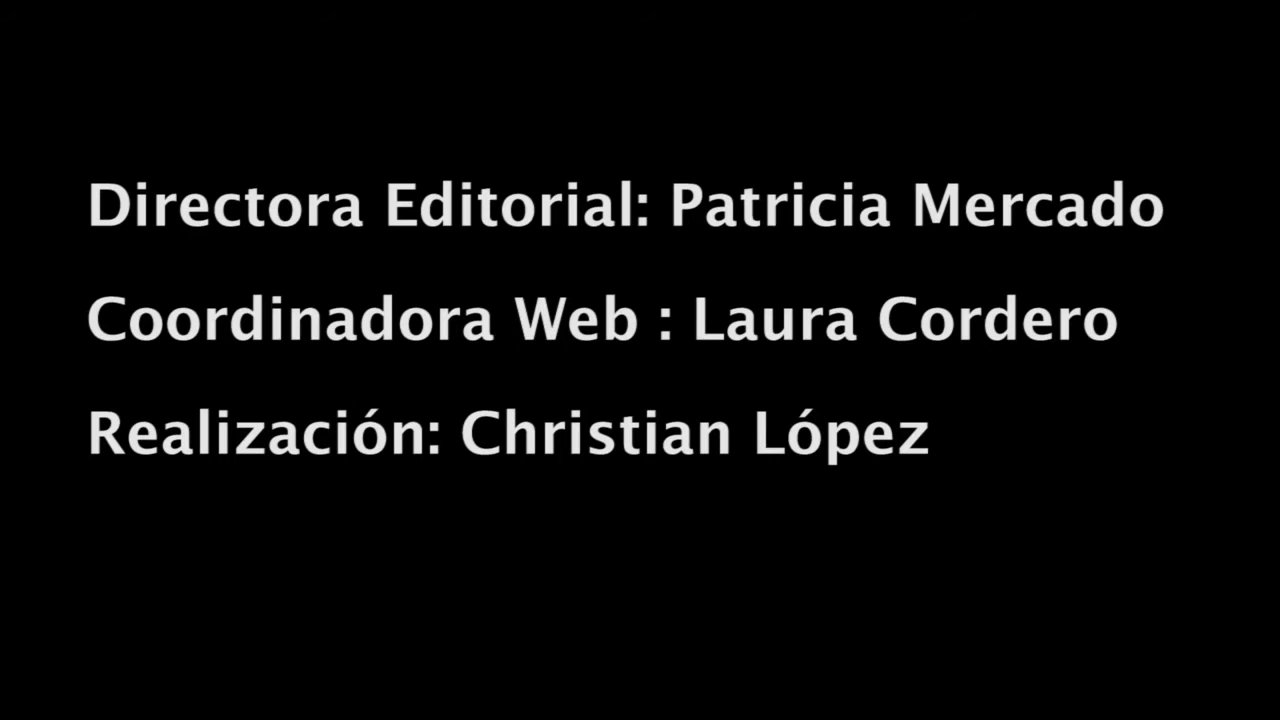 Directora Editorial: Patricia Mercado
Coordinadora Web : Laura Cordero
Realización: Christian López